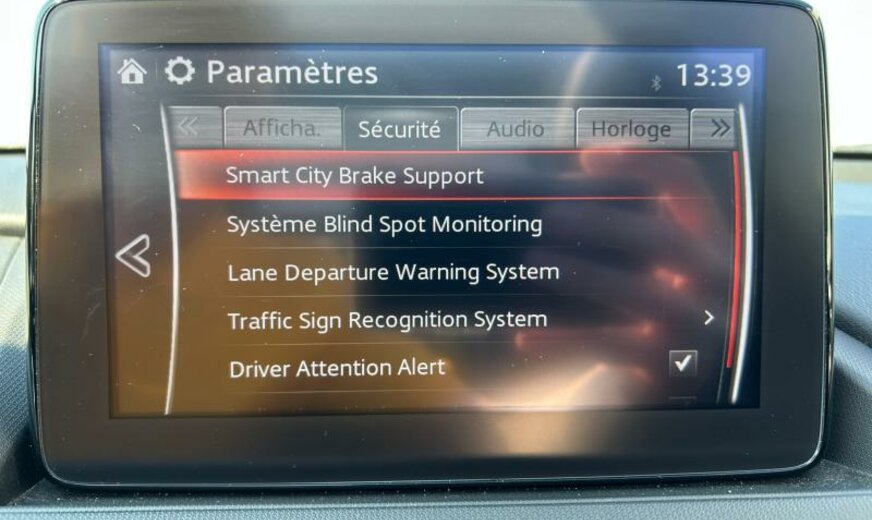 Paramètres 13:39
Afficha. Sécurité Audio Horloge
Smart City Brake Support
Système Blind Spot Monitoring
Lane Departure Warning System
Traffic Sign Recognition System
Driver Attention Alert